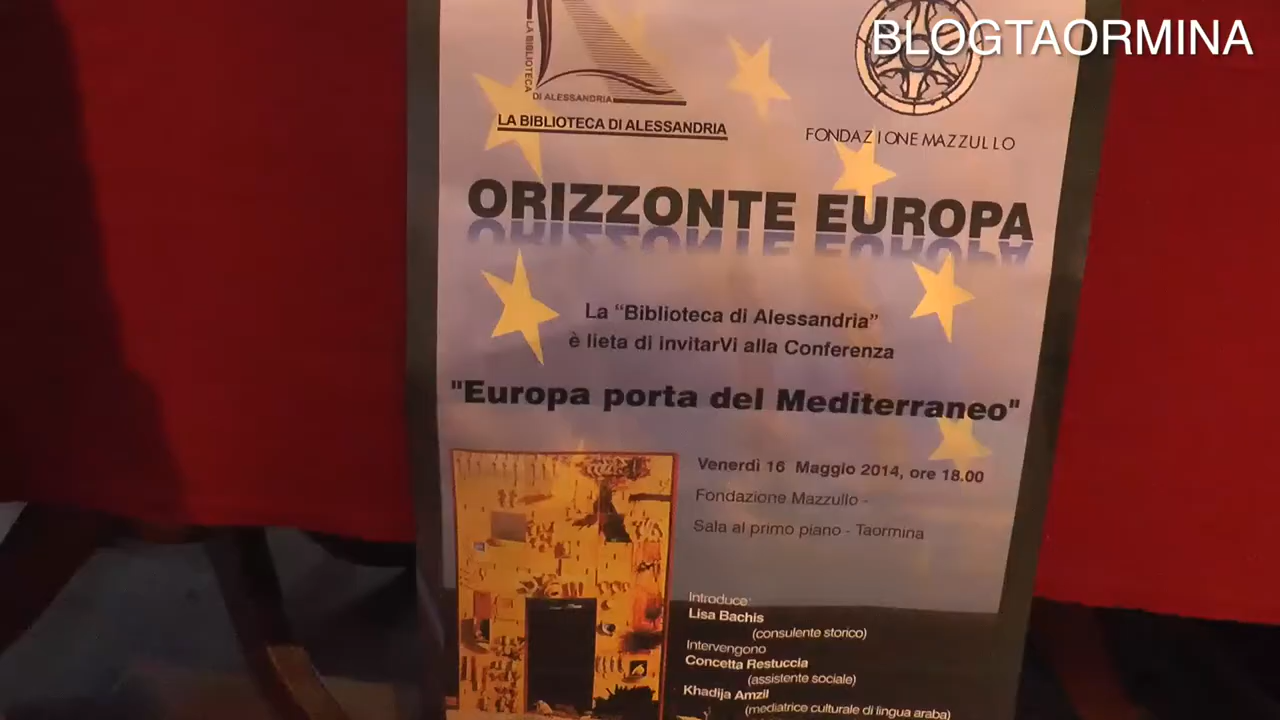 BLOGTAORMINA
LA BIBLIOTECA
DI ALESSANDRIA
LA BIBLIOTECA DI ALESSANDRIA
FONDAZIONE MAZZULLO
ORIZZONTE EUROPA
La “Biblioteca di Alessandria”
è lieta di invitarVi alla Conferenza
"Europa porta del Mediterraneo"
Venerdì 16 Maggio 2014, ore 18.00
Fondazione Mazzullo -
Sala al primo piano - Taormina
Introduce:
Lisa Bachis
(consulente storico)
Intervengono
Concetta Restuccia
(assistente sociale)
Khadija Amzil
(mediatrice culturale di lingua araba)